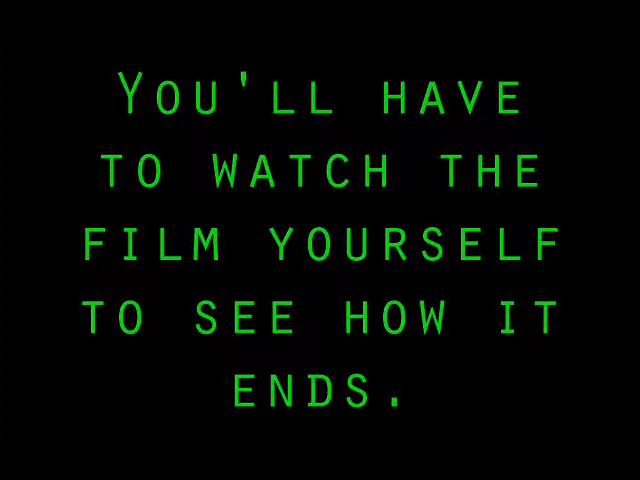 You'll have
to watch the
film yourself
to see how it
ends.